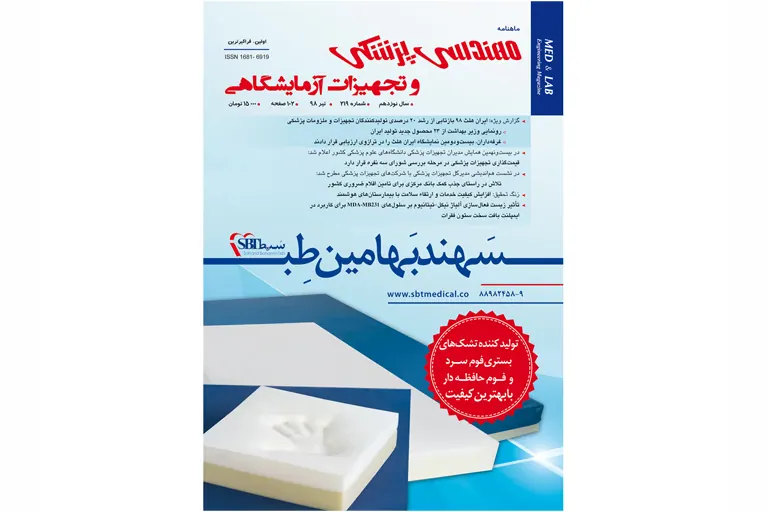 ماهنامه
مهندسی پزشکی
و تجهیزات آزمایشگاهی
اولین، فراگیرترین
ISSN 1681- 6919
MED & LAB
Engineering Magazine
سال نوزدهم • شماره ۲۱۹ • تیر ۹۸ • ۱۰۲ صفحه • ۱۵۰۰۰ تومان
گزارش ویژه: ایران هلث ۹۸ بازتابی از رشد ۲۰ درصدی تولیدکنندگان تجهیزات و ملزومات پزشکی
رونمایی وزیر بهداشت از ۲۳ محصول جدید تولید ایران
غرفه‌داران، بیست‌ودومین نمایشگاه ایران هلث را در ترازوی ارزیابی قرار دادند
در بیست‌ونهمین همایش مدیران تجهیزات پزشکی دانشگاه‌های علوم پزشکی کشور اعلام شد:
قیمت‌گذاری تجهیزات پزشکی در مرحله بررسی شورای سه نفره قرار دارد
در نشست هم‌اندیشی مدیرکل تجهیزات پزشکی با شرکت‌های تجهیزات پزشکی مطرح شد:
تلاش در راستای جذب کمک بانک مرکزی برای تامین اقلام ضروری کشور
زنگ تحقیق: افزایش کیفیت خدمات و ارتقاء سلامت با بیمارستان‌های هوشمند
تأثیر زیست فعال‌سازی آلیاژ نیکل-تیتانیوم بر سلول‌های MDA-MB231 برای کاربرد در
ایمپلنت بافت سخت ستون فقرات
SBT
سَهندبَهامین‌طِب
www.sbtmedical.co ۸۸۹۸۲۴۵۸-۹
تولید کننده تشک‌های
بستری فوم سرد
و فوم حافظه دار
با بهترین کیفیت